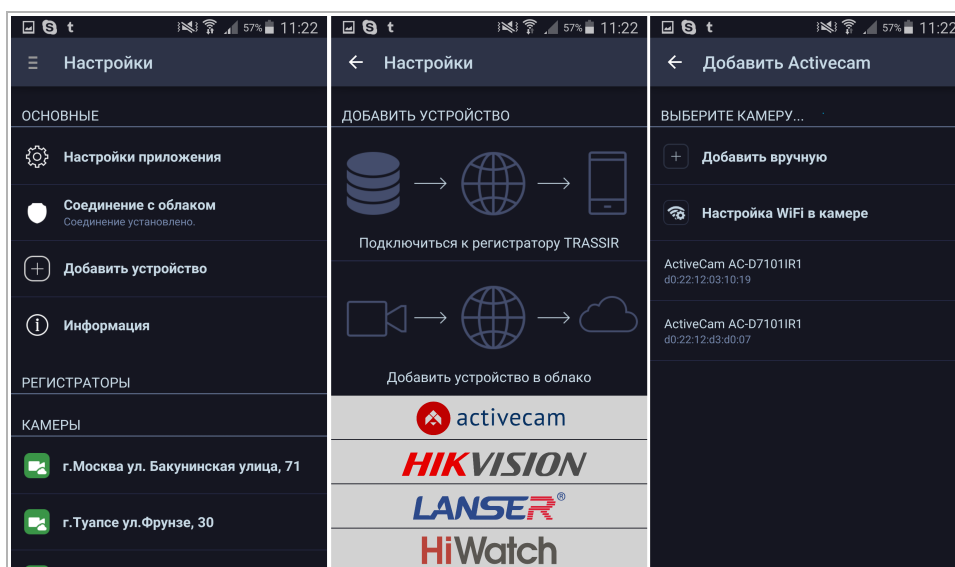 S t 57% 11:22
Настройки
ОСНОВНЫЕ
Настройки приложения
Соединение с облаком
Соединение установлено.
Добавить устройство
Информация
РЕГИСТРАТОРЫ
КАМЕРЫ
г.Москва ул. Бакунинская улица, 71
г.Туапсе ул.Фрунзе, 30
S t 57% 11:22
Настройки
ДОБАВИТЬ УСТРОЙСТВО
Подключиться к регистратору TRASSIR
Добавить устройство в облако
activecam
HIKVISION
LANSER®
HiWatch
S t 57% 11:22
Добавить Activecam
ВЫБЕРИТЕ КАМЕРУ...
Добавить вручную
Настройка WiFi в камере
ActiveCam AC-D7101IR1
d0:22:12:03:10:19
ActiveCam AC-D7101IR1
d0:22:12:d3:d0:07